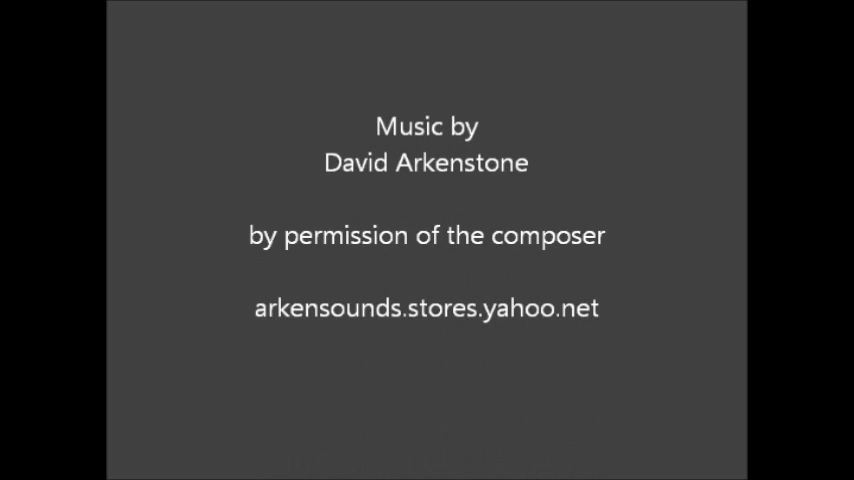 Music by
David Arkenstone
by permission of the composer
arkensounds.stores.yahoo.net